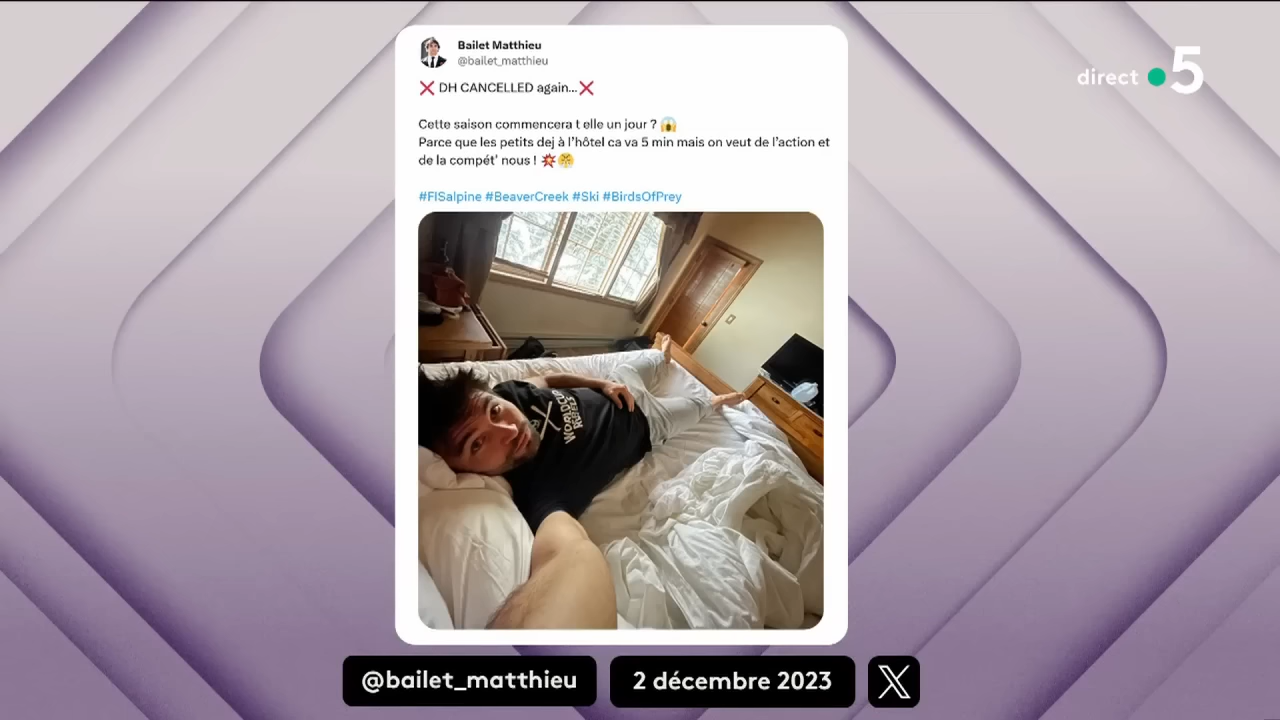 Bailet Matthieu
@bailet_matthieu
direct 5
❌ DH CANCELLED again...❌
Cette saison commencera t elle un jour ? 😱
Parce que les petits dej à l'hôtel ca va 5 min mais on veut de l'action et
de la compét' nous ! 💥😤
#FISalpine #BeaverCreek #Ski #BirdsOfPrey
@bailet_matthieu
2 décembre 2023
X